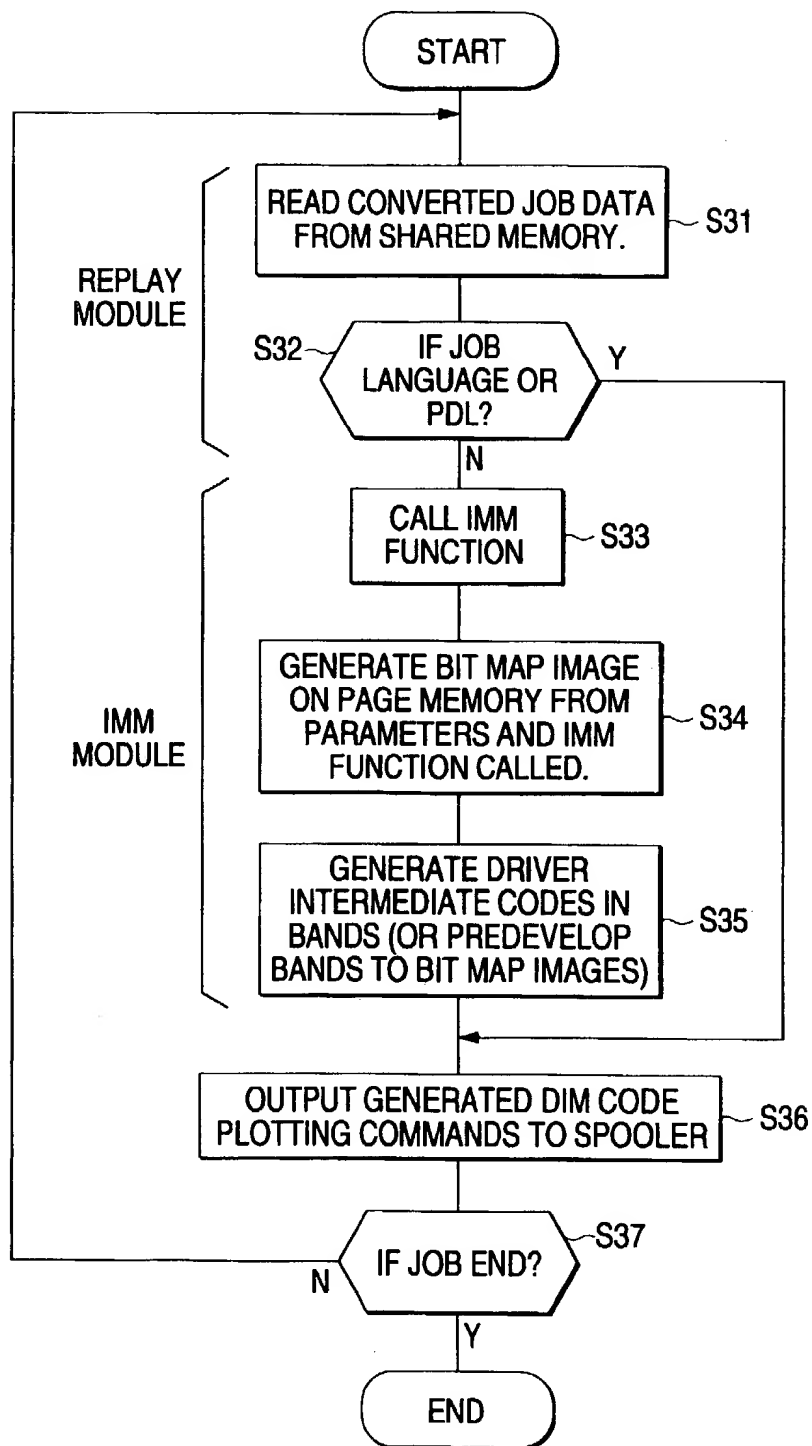 START
READ CONVERTED JOB DATA
FROM SHARED MEMORY.
S31
REPLAY
MODULE
S32
IF JOB
LANGUAGE OR
PDL?
Y
N
CALL IMM
FUNCTION
S33
GENERATE BIT MAP IMAGE
ON PAGE MEMORY FROM
PARAMETERS AND IMM
FUNCTION CALLED.
S34
IMM
MODULE
GENERATE DRIVER
INTERMEDIATE CODES IN
BANDS (OR PREDEVELOP
BANDS TO BIT MAP IMAGES)
S35
OUTPUT GENERATED DIM CODE
PLOTTING COMMANDS TO SPOOLER
S36
IF JOB END?
S37
N
Y
END